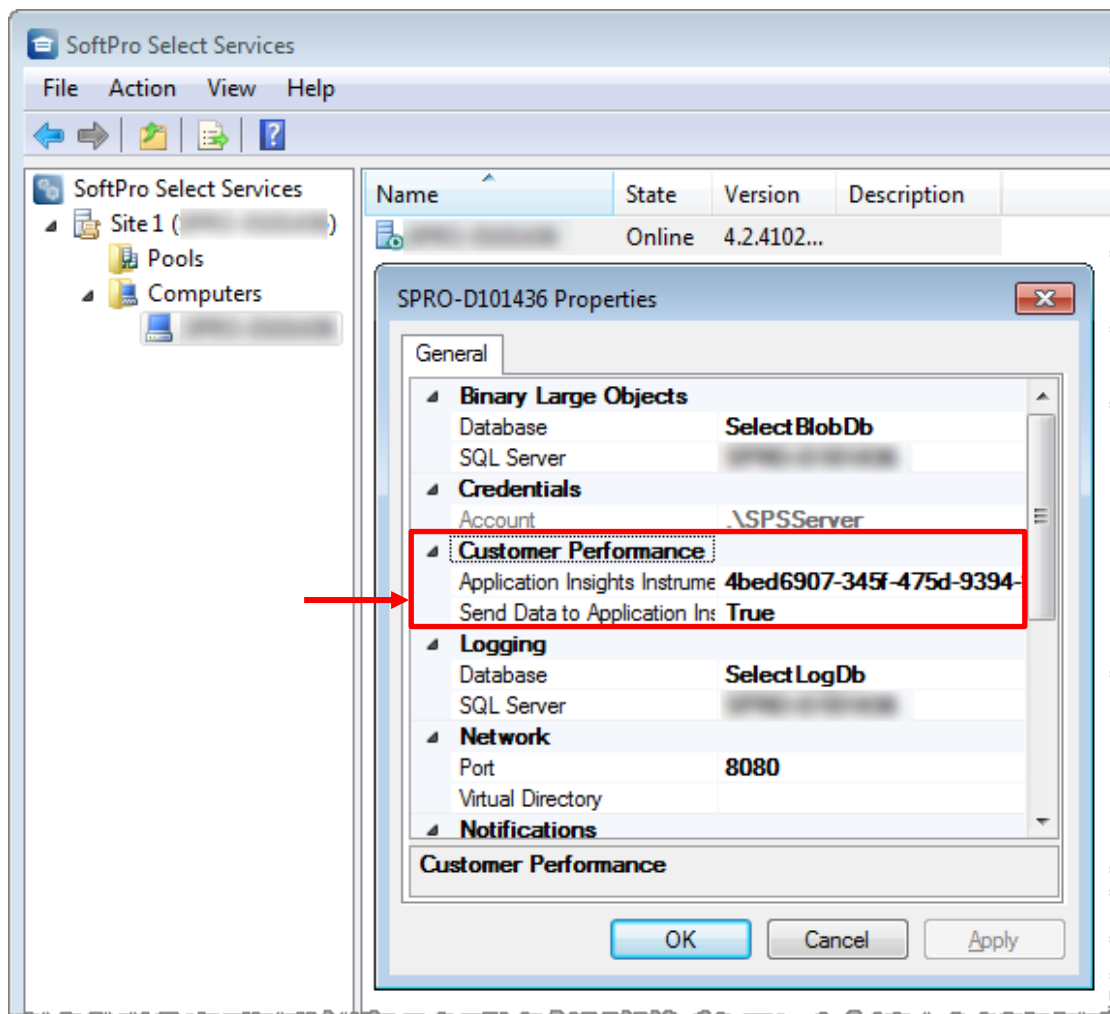 SoftPro Select Services
File Action View Help
SoftPro Select Services
Site 1 ( )
Pools
Computers
Name State Version Description
Online 4.2.4102...
SPRO-D101436 Properties
General
Binary Large Objects
Database SelectBlobDb
SQL Server
Credentials
Account .\SPSServer
Customer Performance
Application Insights Instrume 4bed6907-345f-475d-9394-
Send Data to Application Ins True
Logging
Database SelectLogDb
SQL Server
Network
Port 8080
Virtual Directory
Notifications
Customer Performance
OK Cancel Apply